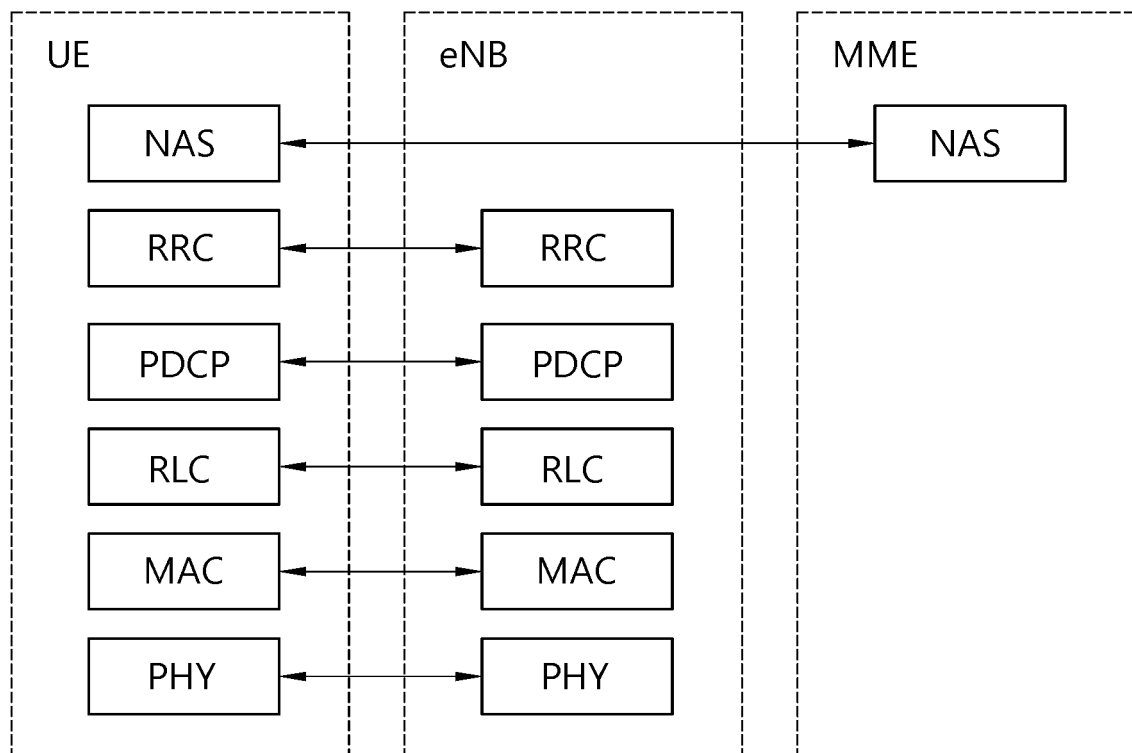 UE
eNB
MME
NAS
NAS
RRC
RRC
PDCP
PDCP
RLC
RLC
MAC
MAC
PHY
PHY